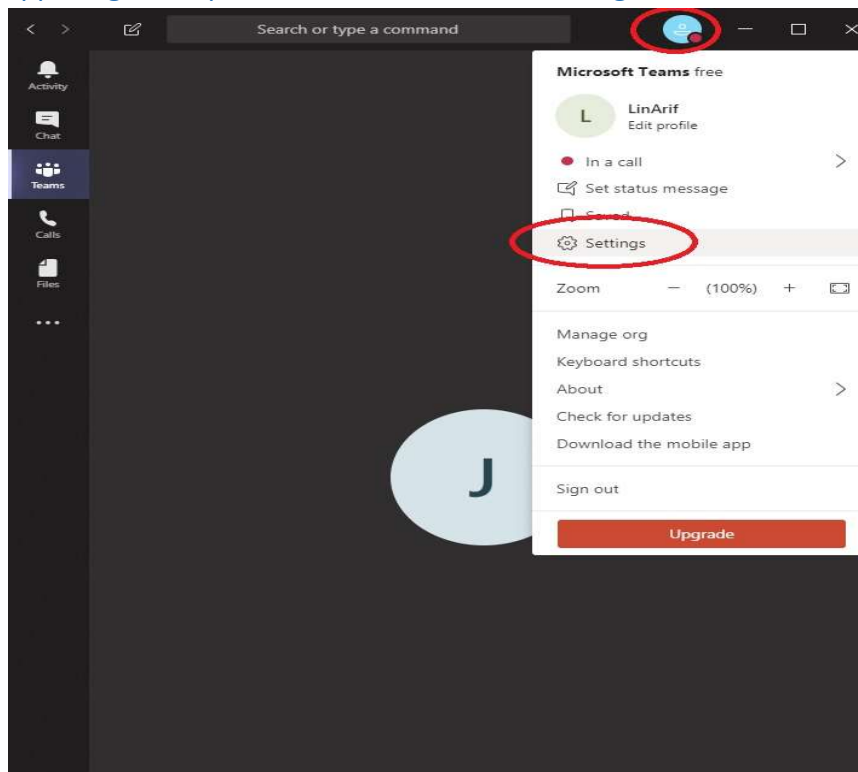 Search or type a command
Activity
Chat
Teams
Calls
Files
Microsoft Teams free
L
LinArif
Edit profile
In a call
Set status message
Saved
Settings
Zoom — (100%) +
Manage org
Keyboard shortcuts
About
Check for updates
Download the mobile app
Sign out
Upgrade
J